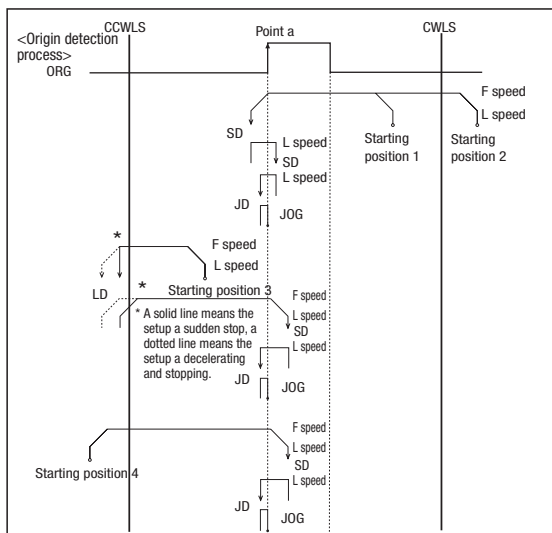 CCWLS
Point a
CWLS
<Origin detection
process>
ORG
F speed
L speed
SD
Starting
position 1
Starting
position 2
L speed
SD
L speed
JD
JOG
*
F speed
L speed
LD
*
Starting position 3
* A solid line means the
setup a sudden stop, a
dotted line means the
setup a decelerating
and stopping.
F speed
L speed
SD
L speed
JD
JOG
F speed
L speed
SD
Starting position 4
L speed
JD
JOG